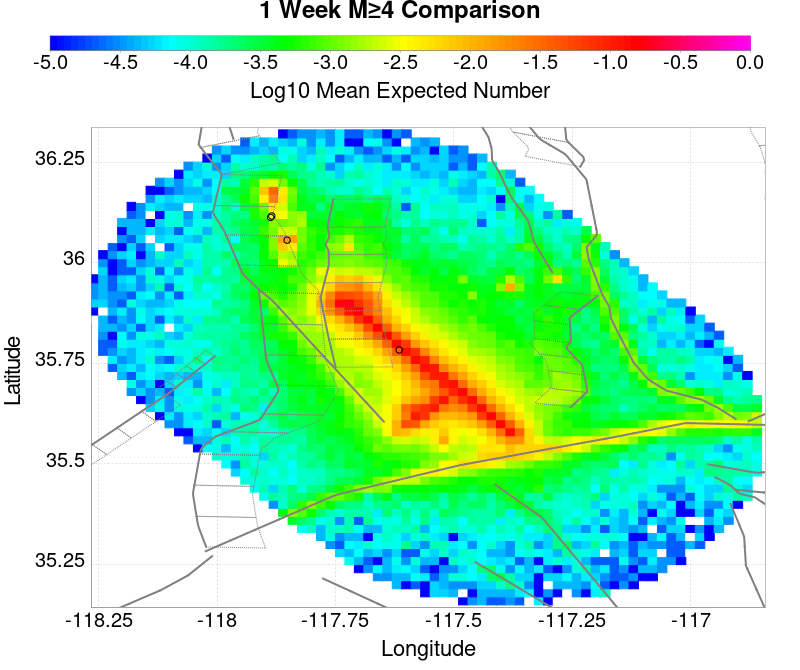 1 Week M≥4 Comparison
-5.0 -4.5 -4.0 -3.5 -3.0 -2.5 -2.0 -1.5 -1.0 -0.5 0.0
Log10 Mean Expected Number
36.25
36
35.75
35.5
35.25
Latitude
-118.25 -118 -117.75 -117.5 -117.25 -117
Longitude